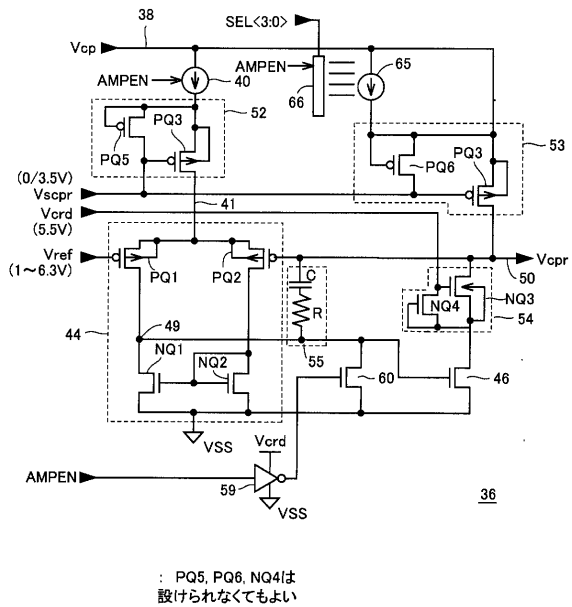 38
SEL<3:0>
Vcp
AMPEN
40
AMPEN
65
66
52
53
PQ3
PQ5
PQ6
PQ3
(0/3.5V)
Vscpr
Vcrd
(5.5V)
41
Vref
(1～6.3V)
PQ1
PQ2
Vcpr
50
C
R
NQ4
NQ3
54
44
49
55
NQ1
NQ2
60
46
VSS
Vcrd
AMPEN
59
VSS
36
: PQ5, PQ6, NQ4は
設けられなくてもよい